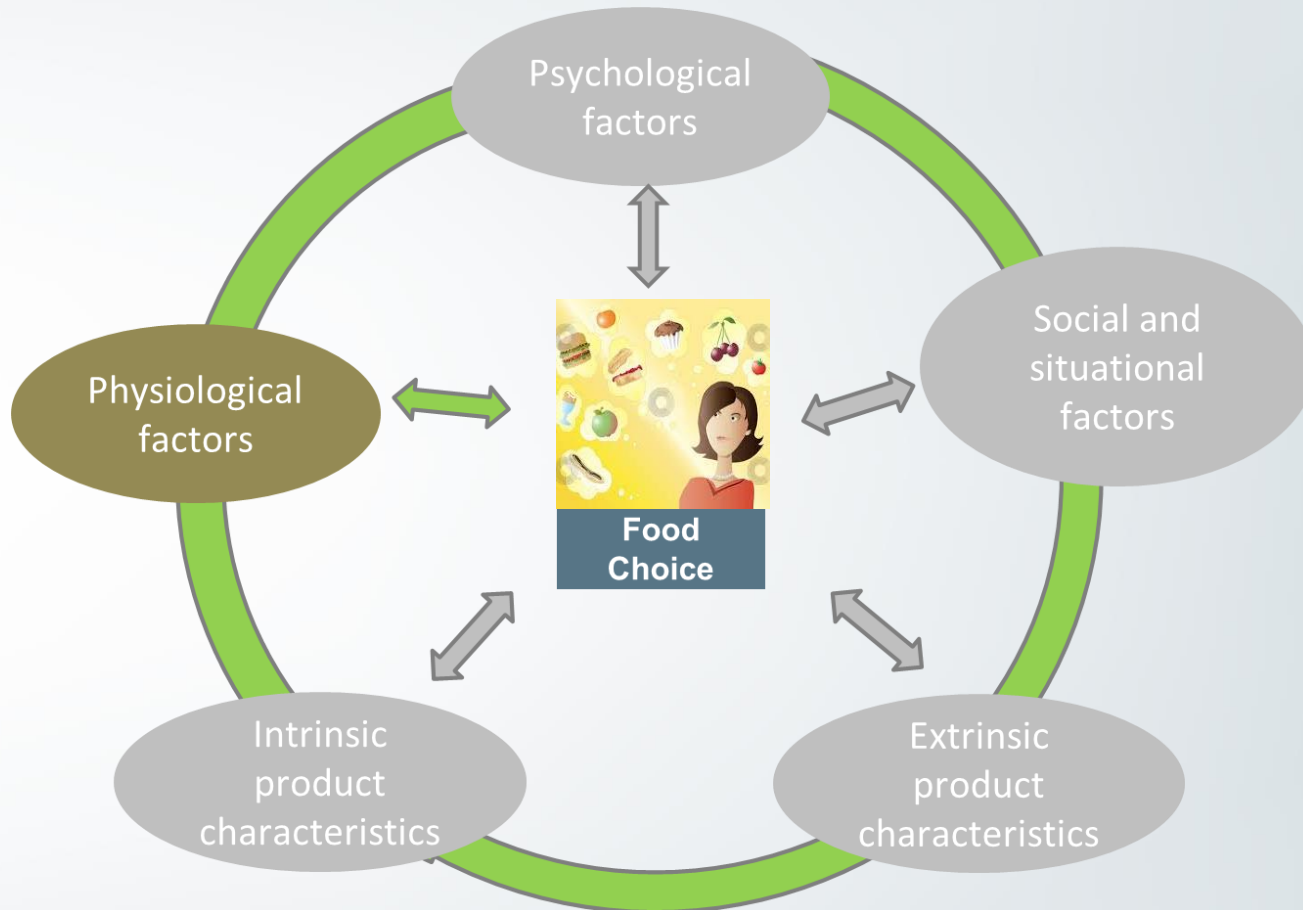 Psychological
factors
Social and
situational
factors
Physiological
factors
Food
Choice
Intrinsic
product
characteristics
Extrinsic
product
characteristics